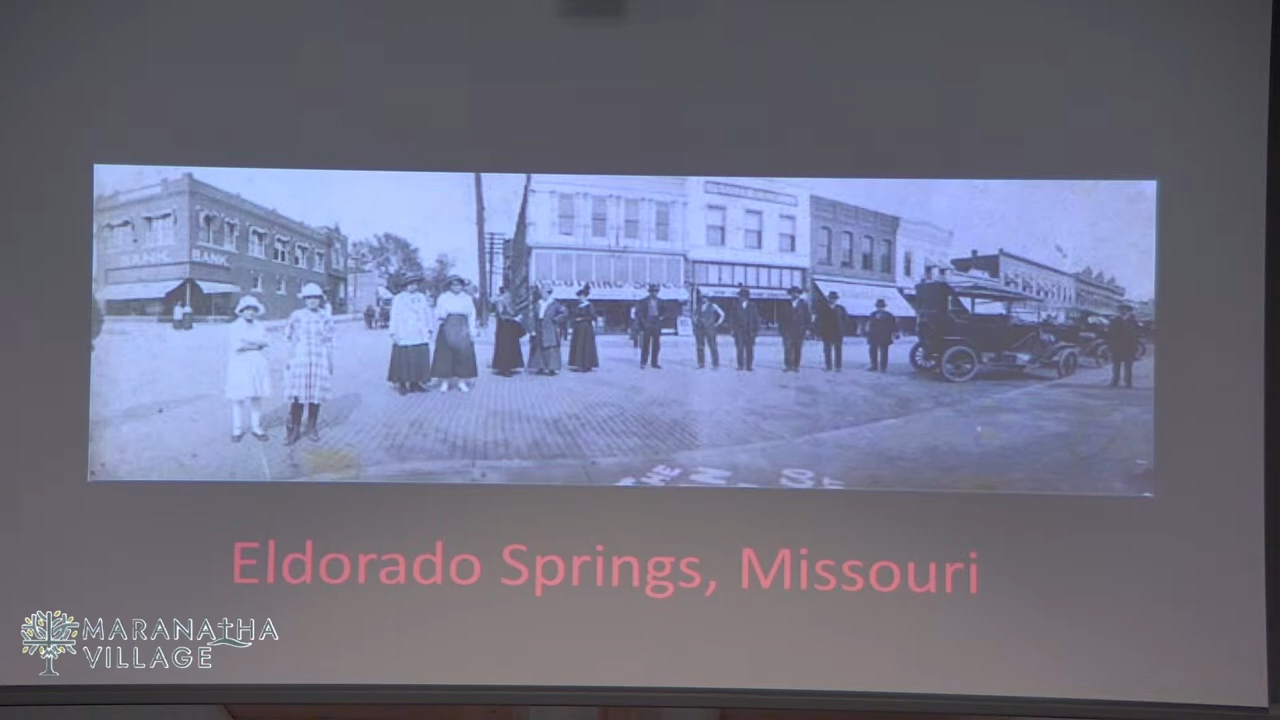 BANK
BANK
Eldorado Springs, Missouri
MARANATHA
VILLAGE